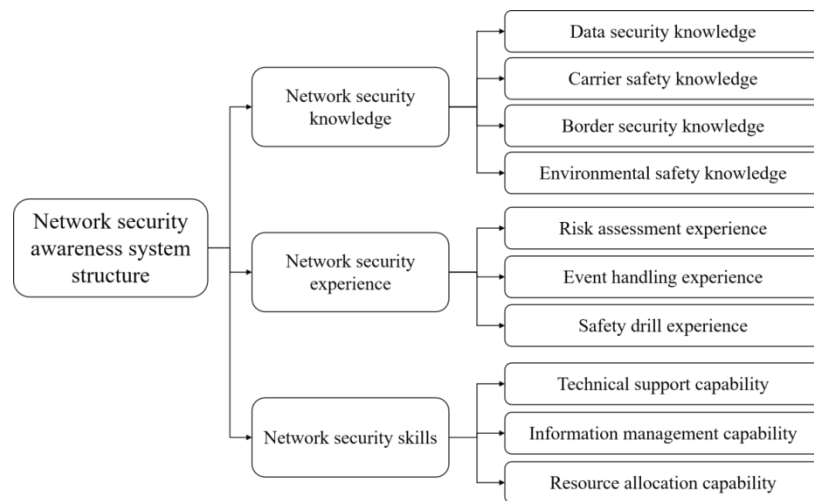 Network security
awareness system
structure
Network security
knowledge
Data security knowledge
Carrier safety knowledge
Border security knowledge
Environmental safety knowledge
Network security
experience
Risk assessment experience
Event handling experience
Safety drill experience
Network security skills
Technical support capability
Information management capability
Resource allocation capability